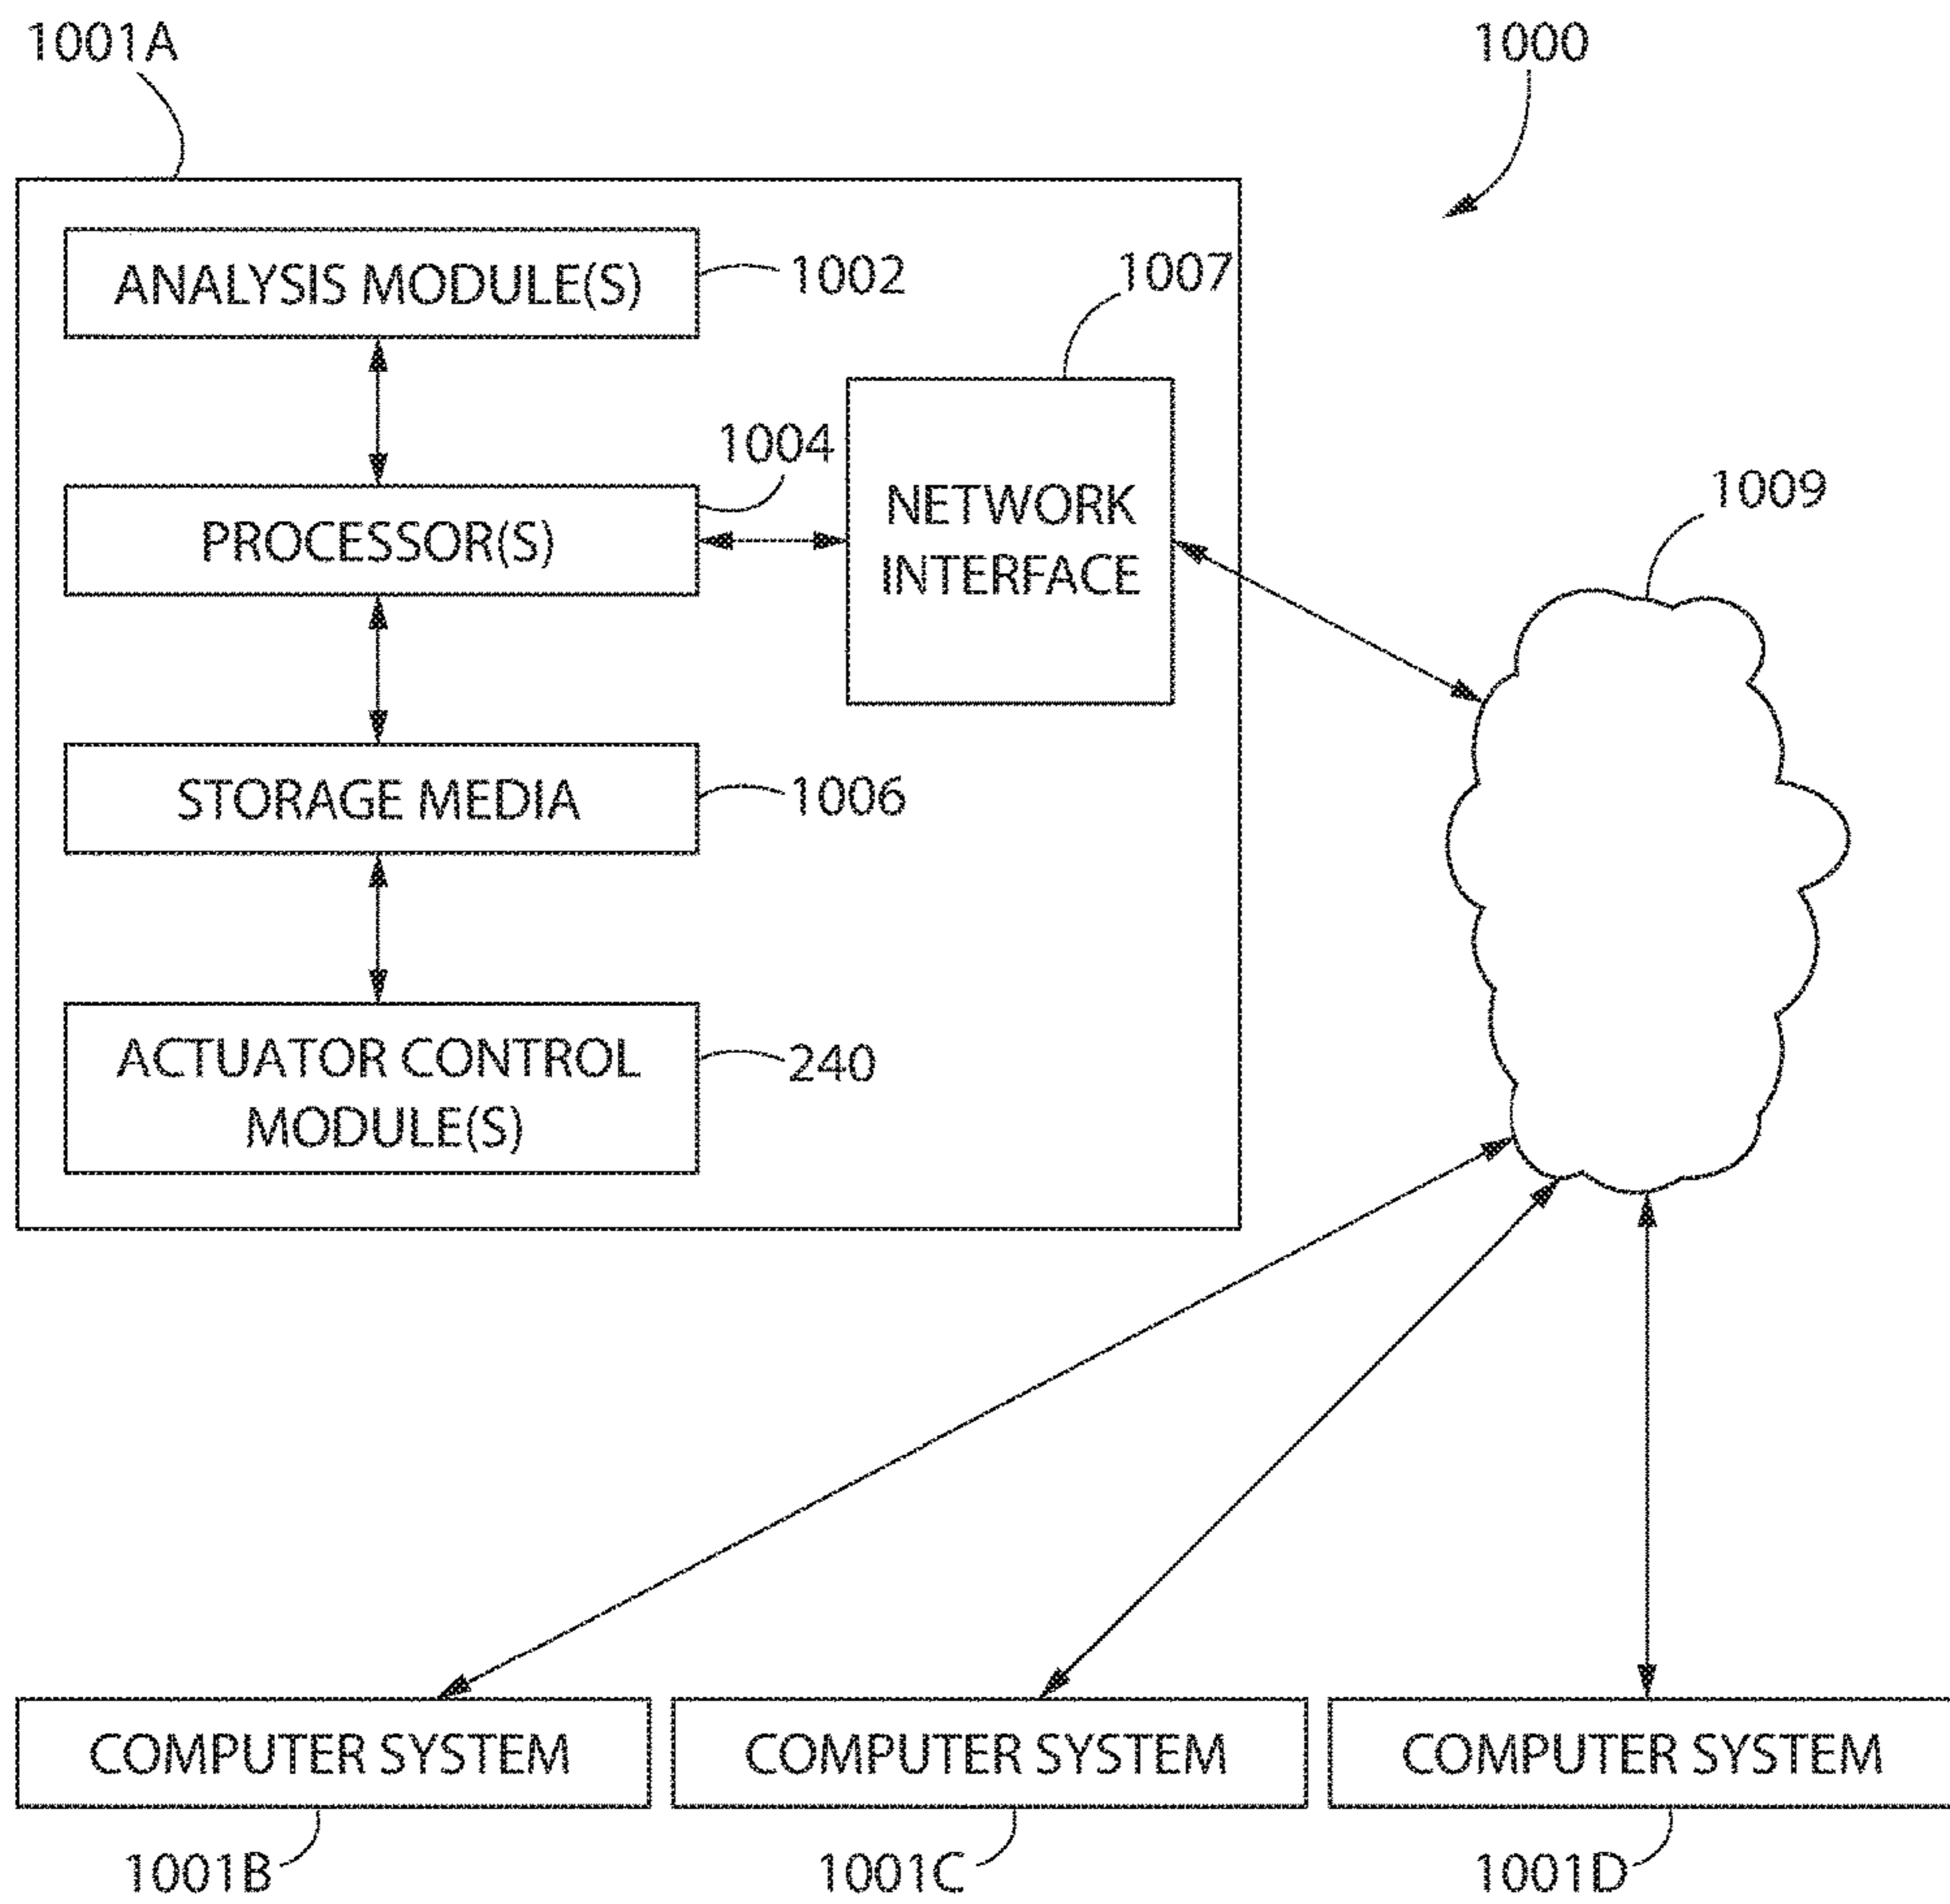 1001A
1000
ANALYSIS MODULE(S)
1002
1007
1004
PROCESSOR(S)
NETWORK
INTERFACE
1009
STORAGE MEDIA
1006
ACTUATOR CONTROL
MODULE(S)
240
COMPUTER SYSTEM
COMPUTER SYSTEM
COMPUTER SYSTEM
1001B
1001C
1001D